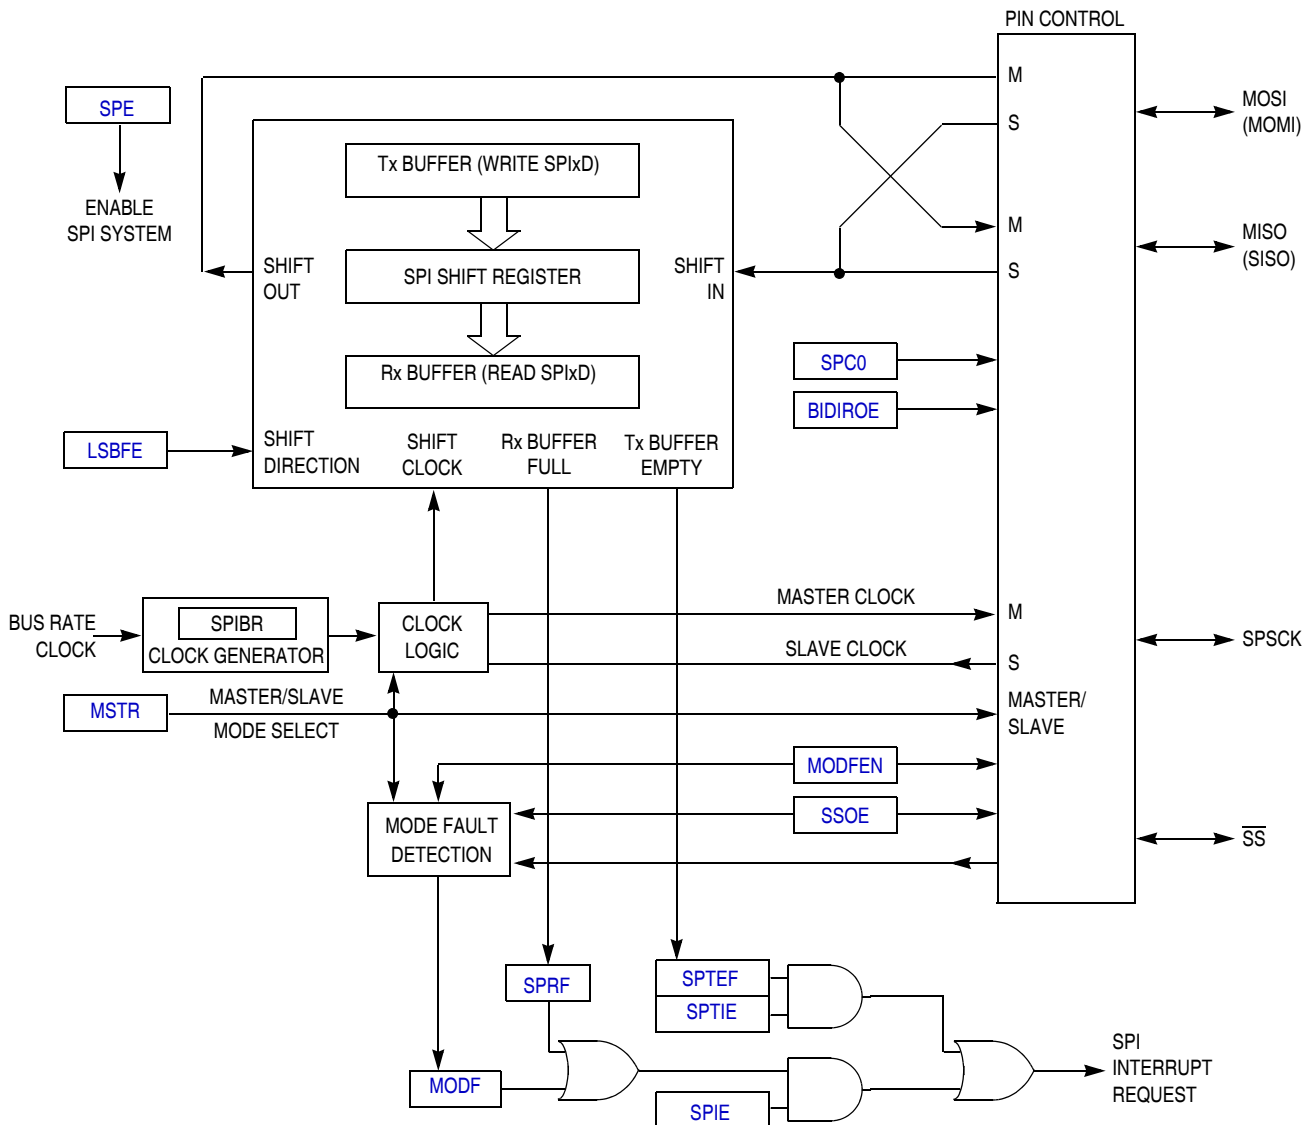 PIN CONTROL
M
MOSI
(MOMI)
S
SPE
ENABLE
SPI SYSTEM
Tx BUFFER (WRITE SPIxD)
M
MISO
(SISO)
SHIFT
OUT
SPI SHIFT REGISTER
SHIFT
IN
S
Rx BUFFER (READ SPIxD)
SPC0
BIDIROE
LSBFE
SHIFT
DIRECTION
SHIFT
CLOCK
Rx BUFFER
FULL
Tx BUFFER
EMPTY
BUS RATE
CLOCK
SPIBR
CLOCK GENERATOR
CLOCK
LOGIC
MASTER CLOCK
M
SLAVE CLOCK
S
SPSCK
MSTR
MASTER/SLAVE
MODE SELECT
MASTER/
SLAVE
MODFEN
SSOE
MODE FAULT
DETECTION
SS
SPRF
SPTEF
SPTIE
MODF
SPIE
SPI
INTERRUPT
REQUEST